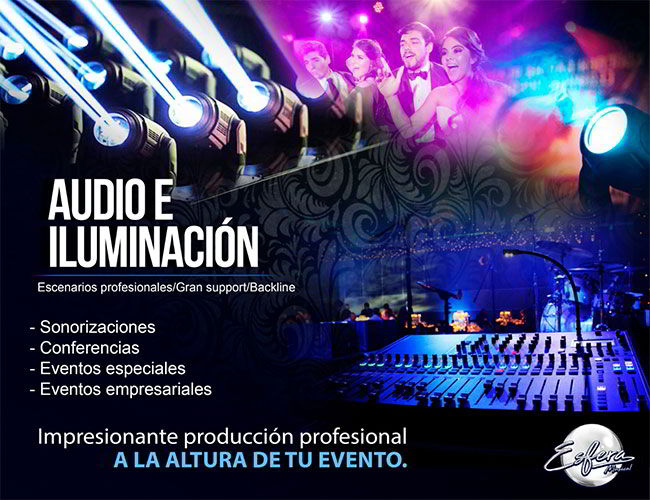 AUDIO E
ILUMINACIÓN
Escenarios profesionales/Gran support/Backline
- Sonorizaciones
- Conferencias
- Eventos especiales
- Eventos empresariales
Impresionante producción profesional
A LA ALTURA DE TU EVENTO.
Esfera
Musical